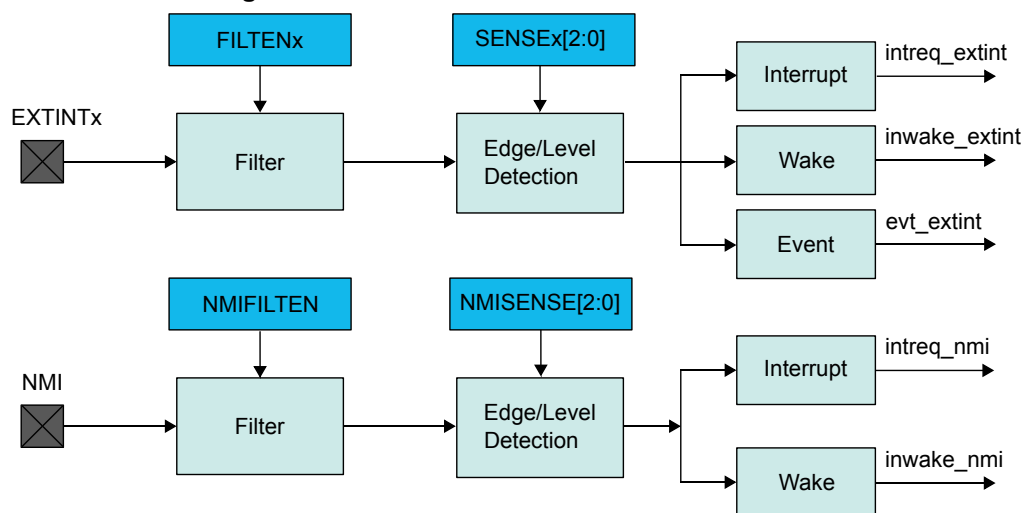 FILTENx
SENSEx[2:0]
intreq_extint
Interrupt
EXTINTx
Filter
Edge/Level
Detection
inwake_extint
Wake
evt_extint
Event
NMIFILTEN
NMISENSE[2:0]
intreq_nmi
Interrupt
NMI
Filter
Edge/Level
Detection
inwake_nmi
Wake